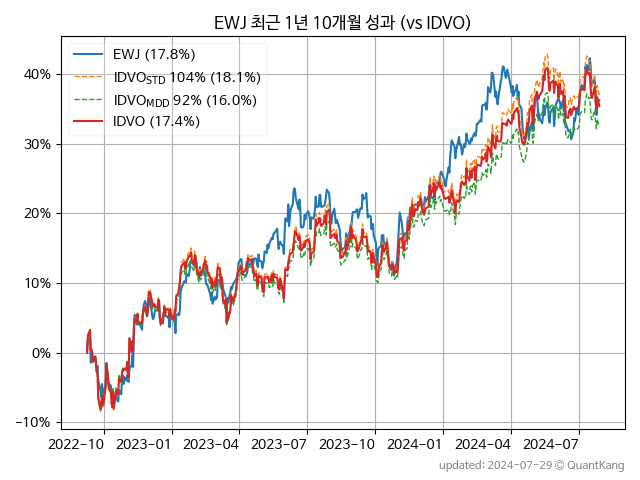 EWJ 최근 1년 10개월 성과 (vs IDVO)
EWJ (17.8%)
IDVO_STD 104% (18.1%)
IDVO_MDD 92% (16.0%)
IDVO (17.4%)
40%
30%
20%
10%
0%
−10%
2022-10 2023-01 2023-04 2023-07 2023-10 2024-01 2024-04 2024-07
updated: 2024-07-29 © QuantKang